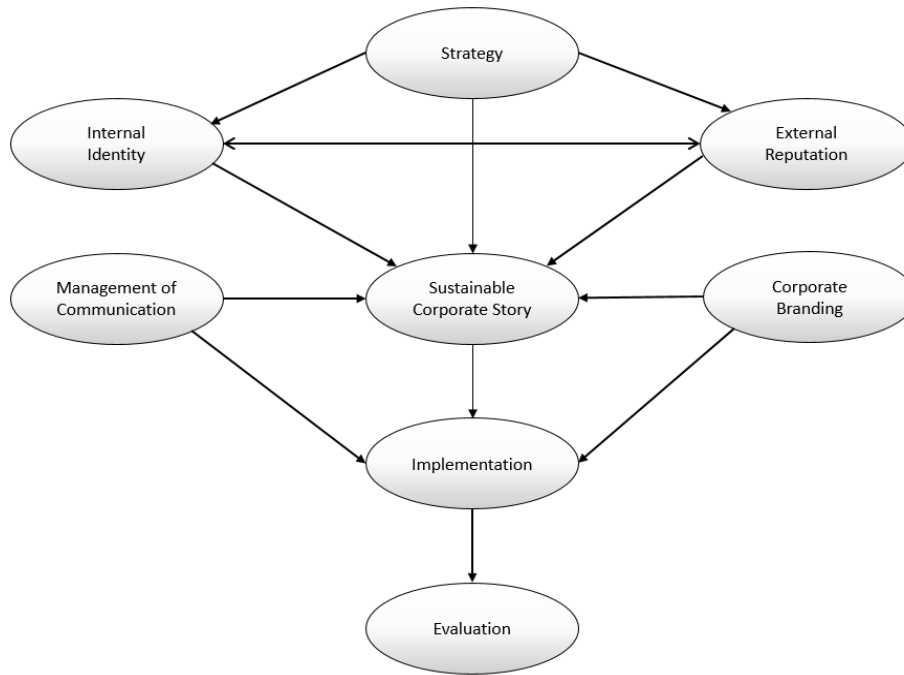 Strategy
Internal
Identity
External
Reputation
Management of
Communication
Sustainable
Corporate Story
Corporate
Branding
Implementation
Evaluation